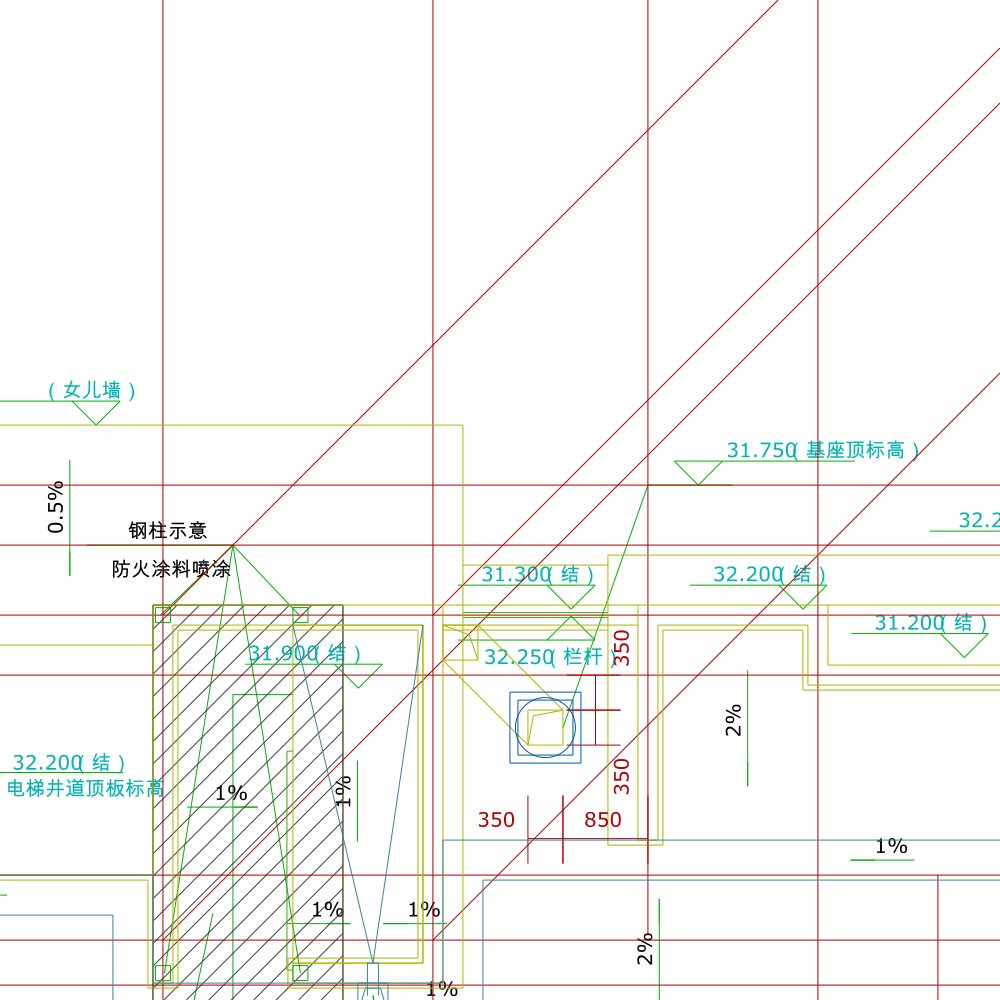 (女儿墙)
31.750(基座顶标高)
0.5%
钢柱示意
32.2
防火涂料喷涂
31.300(结)
32.200(结)
31.200(结)
31.900(结)
32.250(栏杆)
350
2%
32.200(结)
电梯井道顶板标高
1%
1%
350
350
850
1%
1%
1%
2%
1%